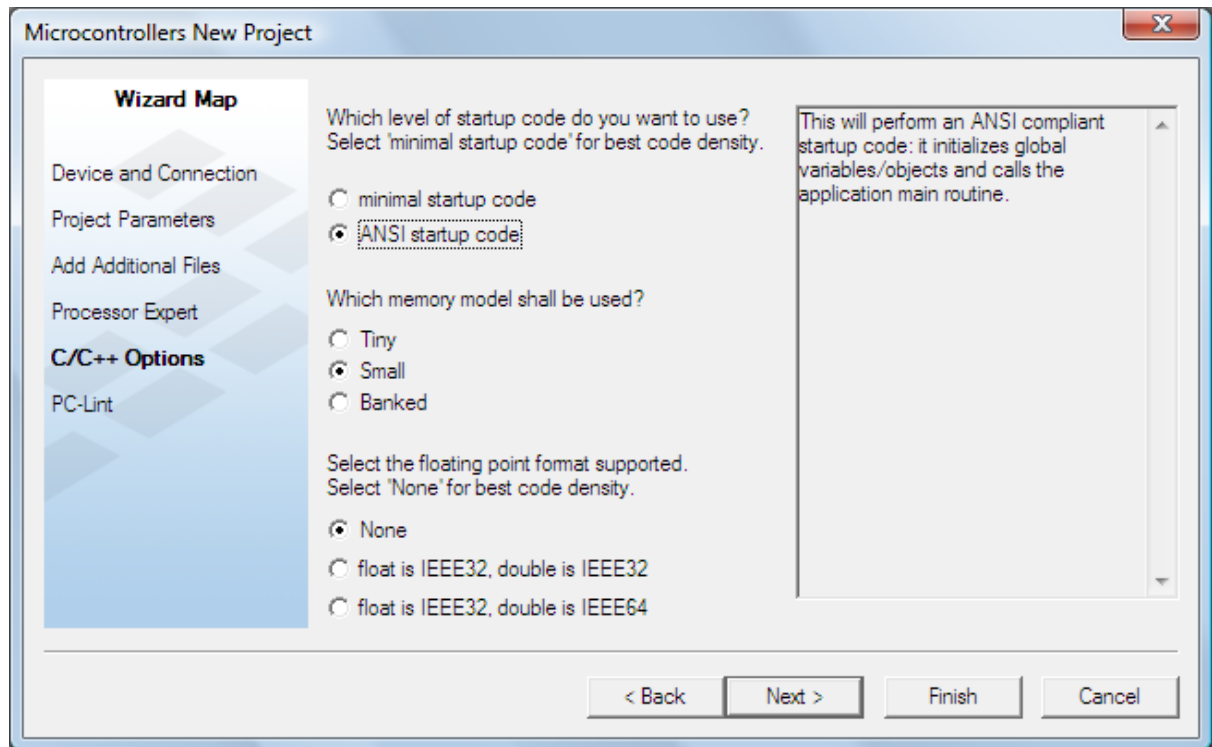 Microcontrollers New Project
Wizard Map
Device and Connection
Project Parameters
Add Additional Files
Processor Expert
C/C++ Options
PC-Lint
Which level of startup code do you want to use?
Select 'minimal startup code' for best code density.
minimal startup code
ANSI startup code
Which memory model shall be used?
Tiny
Small
Banked
Select the floating point format supported.
Select 'None' for best code density.
None
float is IEEE32, double is IEEE32
float is IEEE32, double is IEEE64
This will perform an ANSI compliant
startup code: it initializes global
variables/objects and calls the
application main routine.
< Back
Next >
Finish
Cancel